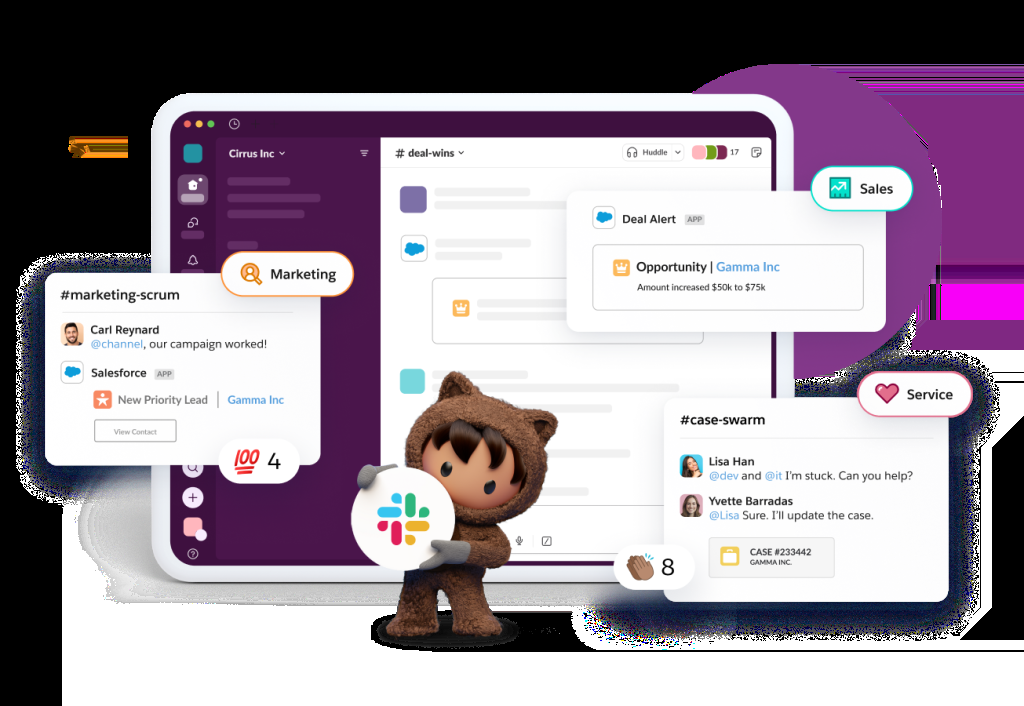 Cirrus Inc
# deal-wins
Huddle
17
Sales
Deal Alert APP
Opportunity | Gamma Inc
Amount increased $50k to $75k
Marketing
#marketing-scrum
Carl Reynard
@channel, our campaign worked!
Salesforce APP
New Priority Lead | Gamma Inc
View Contact
100 4
Service
#case-swarm
Lisa Han
@dev and @it I'm stuck. Can you help?
Yvette Barradas
@Lisa Sure. I'll update the case.
CASE #233442
GAMMA INC.
8